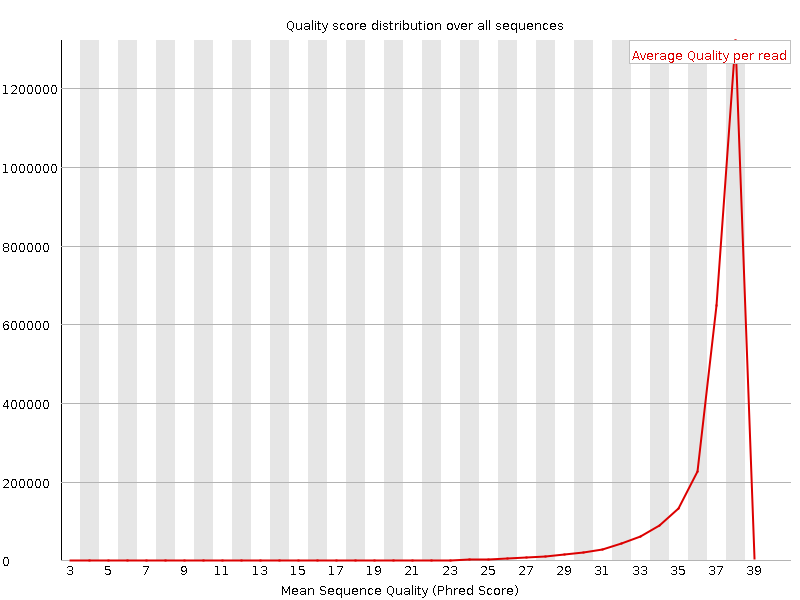 Quality score distribution over all sequences
Average Quality per read
1200000
1000000
800000
600000
400000
200000
0
3 5 7 9 11 13 15 17 19 21 23 25 27 29 31 33 35 37 39
Mean Sequence Quality (Phred Score)